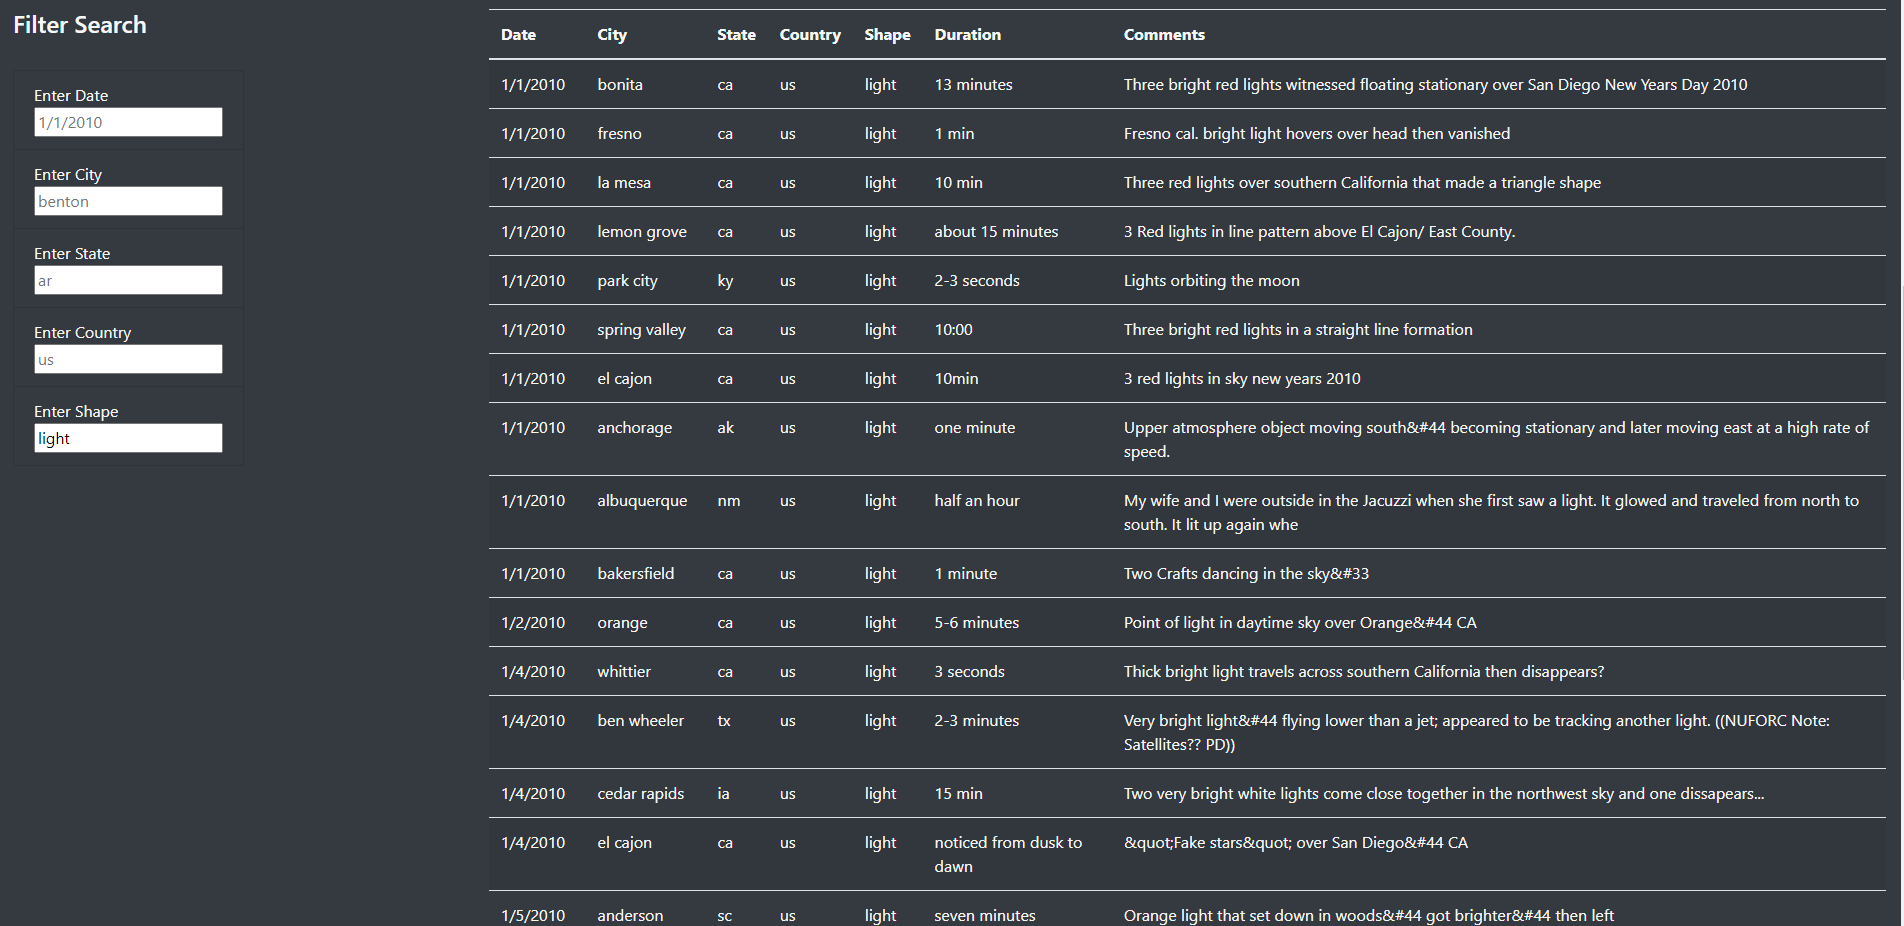 Filter Search
Enter Date
1/1/2010
Enter City
benton
Enter State
ar
Enter Country
us
Enter Shape
light
Date City State Country Shape Duration Comments
1/1/2010 bonita ca us light 13 minutes Three bright red lights witnessed floating stationary over San Diego New Years Day 2010
1/1/2010 fresno ca us light 1 min Fresno cal. bright light hovers over head then vanished
1/1/2010 la mesa ca us light 10 min Three red lights over southern California that made a triangle shape
1/1/2010 lemon grove ca us light about 15 minutes 3 Red lights in line pattern above El Cajon/ East County.
1/1/2010 park city ky us light 2-3 seconds Lights orbiting the moon
1/1/2010 spring valley ca us light 10:00 Three bright red lights in a straight line formation
1/1/2010 el cajon ca us light 10min 3 red lights in sky new years 2010
1/1/2010 anchorage ak us light one minute Upper atmosphere object moving south&#44 becoming stationary and later moving east at a high rate of
speed.
1/1/2010 albuquerque nm us light half an hour My wife and I were outside in the Jacuzzi when she first saw a light. It glowed and traveled from north to
south. It lit up again whe
1/1/2010 bakersfield ca us light 1 minute Two Crafts dancing in the sky&#33
1/2/2010 orange ca us light 5-6 minutes Point of light in daytime sky over Orange&#44 CA
1/4/2010 whittier ca us light 3 seconds Thick bright light travels across southern California then disappears?
1/4/2010 ben wheeler tx us light 2-3 minutes Very bright light&#44 flying lower than a jet; appeared to be tracking another light. ((NUFORC Note:
Satellites?? PD))
1/4/2010 cedar rapids ia us light 15 min Two very bright white lights come close together in the northwest sky and one dissapears...
1/4/2010 el cajon ca us light noticed from dusk to &quot;Fake stars&quot; over San Diego&#44 CA
dawn
1/5/2010 anderson sc us light seven minutes Orange light that set down in woods&#44 got brighter&#44 then left